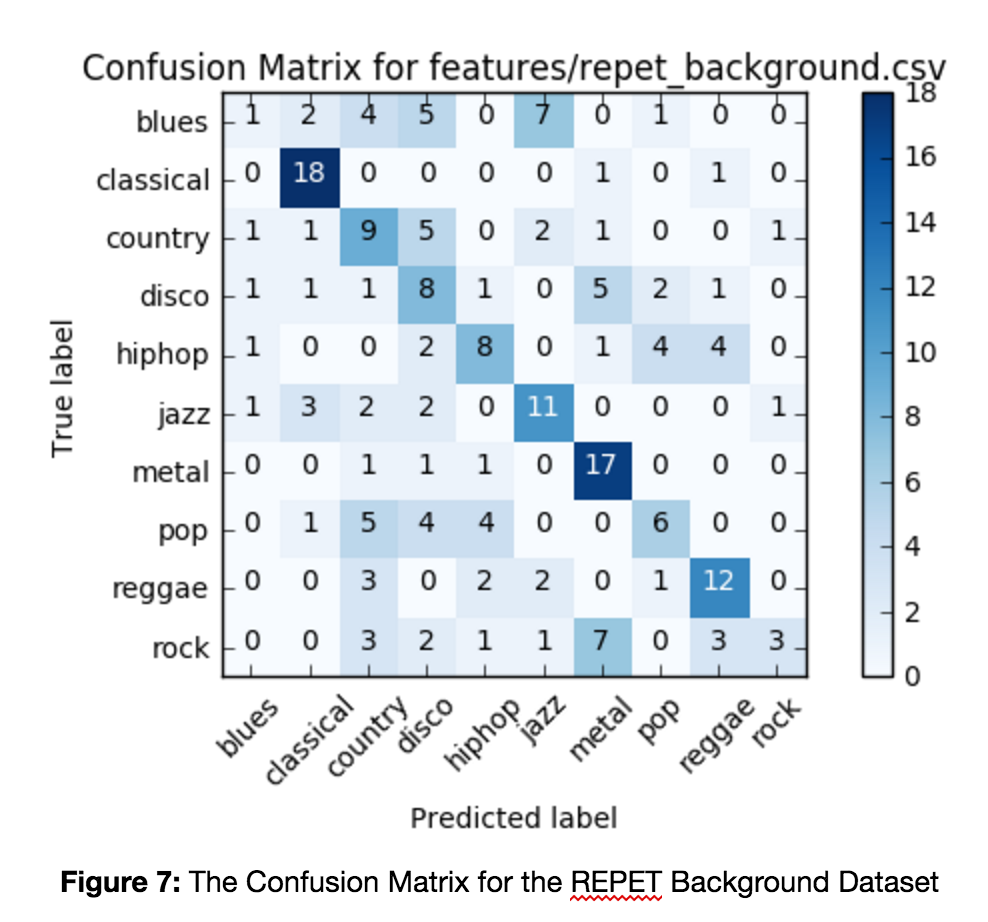 Confusion Matrix for features/repet_background.csv
True label
blues 1 2 4 5 0 7 0 1 0 0
classical 0 18 0 0 0 0 1 0 1 0
country 1 1 9 5 0 2 1 0 0 1
disco 1 1 1 8 1 0 5 2 1 0
hiphop 1 0 0 2 8 0 1 4 4 0
jazz 1 3 2 2 0 11 0 0 0 1
metal 0 0 1 1 1 0 17 0 0 0
pop 0 1 5 4 4 0 0 6 0 0
reggae 0 0 3 0 2 2 0 1 12 0
rock 0 0 3 2 1 1 7 0 3 3
blues classical country disco hiphop jazz metal pop reggae rock
Predicted label
18
16
14
12
10
8
6
4
2
0
Figure 7: The Confusion Matrix for the REPET Background Dataset